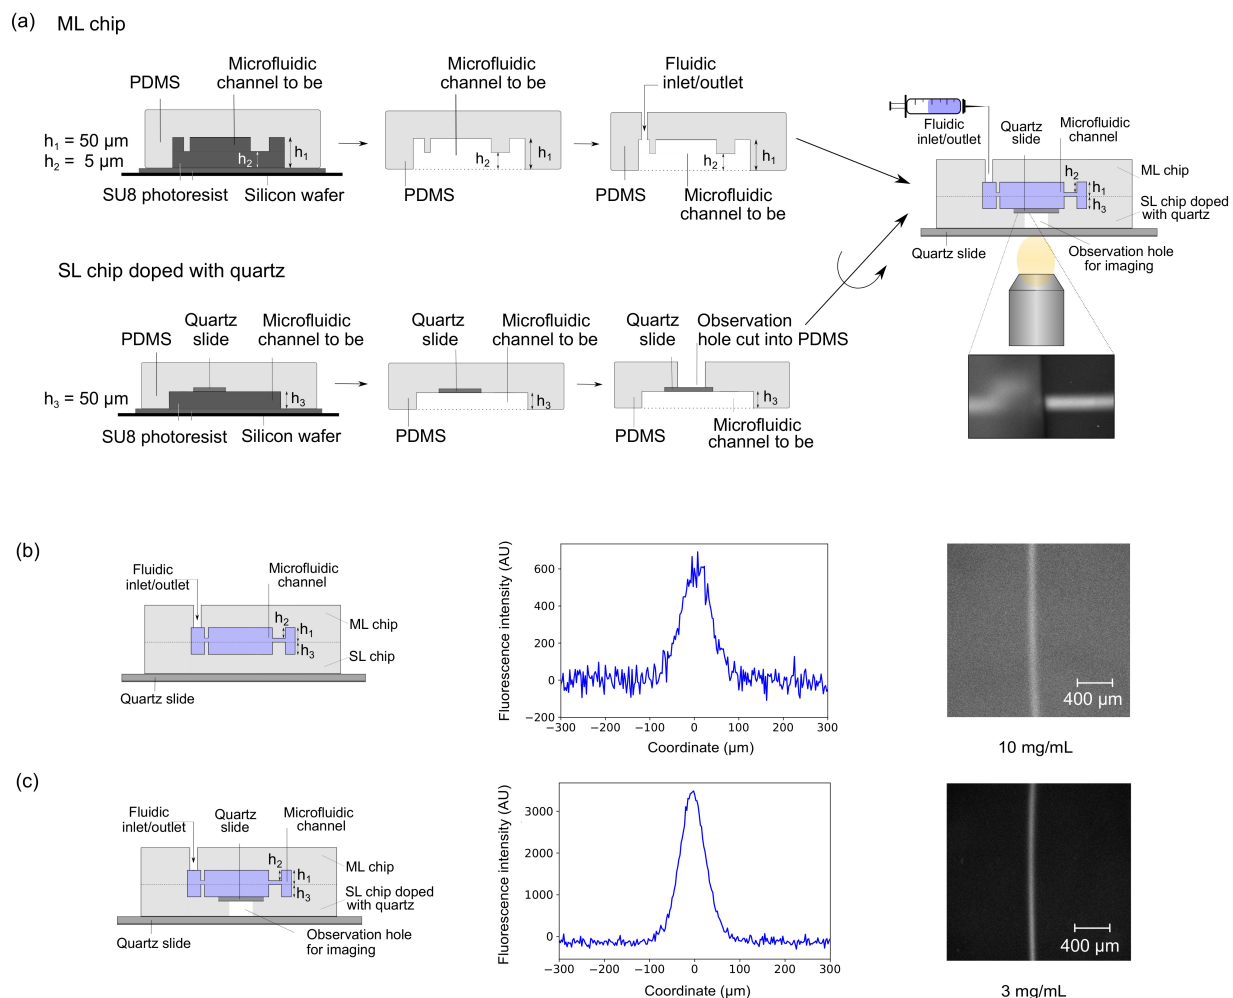 (a) ML chip
PDMS
Microfluidic
channel to be
h1 = 50 µm
h2 = 5 µm
h2
h1
SU8 photoresist
Silicon wafer
Microfluidic
channel to be
h2
h1
PDMS
Fluidic
inlet/outlet
h2
h1
PDMS
Microfluidic
channel to be
Fluidic
inlet/outlet
Quartz
slide
Microfluidic
channel
h2
h1
h3
ML chip
SL chip doped
with quartz
Quartz slide
Observation hole
for imaging
SL chip doped with quartz
PDMS
Quartz
slide
Microfluidic
channel to be
h3 = 50 µm
h3
SU8 photoresist
Silicon wafer
Quartz
slide
Microfluidic
channel to be
h3
PDMS
Quartz
slide
Observation
hole cut into PDMS
h3
PDMS
Microfluidic
channel to be
(b)
Fluidic
inlet/outlet
Microfluidic
channel
h2
h1
h3
ML chip
SL chip
Quartz slide
Fluorescence intensity (AU)
600
400
200
0
−200
−300 −200 −100 0 100 200 300
Coordinate (µm)
400 µm
10 mg/mL
(c)
Fluidic
inlet/outlet
Quartz
slide
Microfluidic
channel
h2
h1
h3
ML chip
SL chip doped
with quartz
Quartz slide
Observation hole
for imaging
Fluorescence intensity (AU)
3000
2000
1000
0
−300 −200 −100 0 100 200 300
Coordinate (µm)
400 µm
3 mg/mL